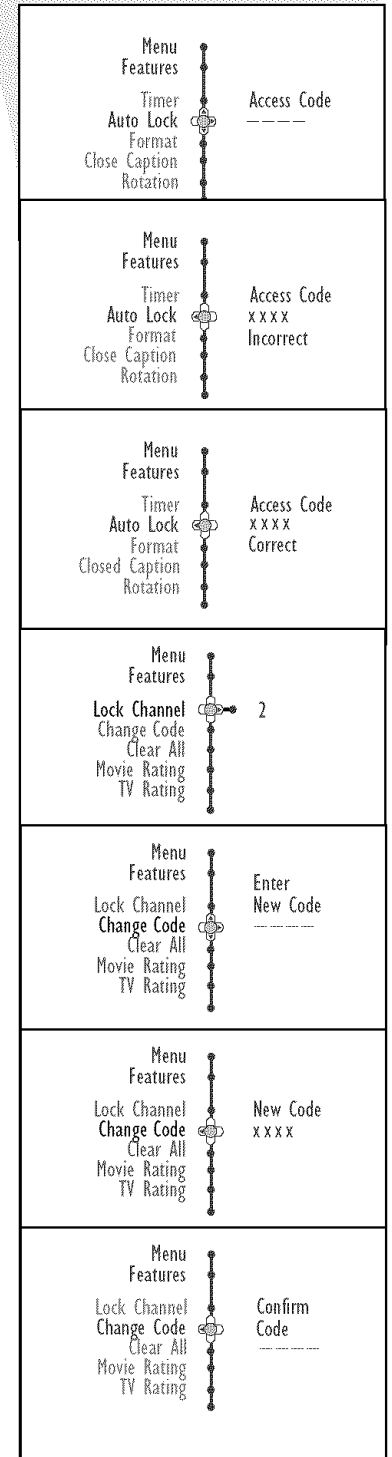 Menu
Features
Timer
Auto Lock
Format
Close Caption
Rotation
Access Code
_ _ _ _
Menu
Features
Timer
Auto Lock
Format
Close Caption
Rotation
Access Code
X X X X
Incorrect
Menu
Features
Timer
Auto Lock
Format
Closed Caption
Rotation
Access Code
X X X X
Correct
Menu
Features
Lock Channel
Change Code
Clear All
Movie Rating
TV Rating
2
Menu
Features
Lock Channel
Change Code
Clear All
Movie Rating
TV Rating
Enter
New Code
_ _ _ _
Menu
Features
Lock Channel
Change Code
Clear All
Movie Rating
TV Rating
New Code
X X X X
Menu
Features
Lock Channel
Change Code
Clear All
Movie Rating
TV Rating
Confirm
Code
_ _ _ _